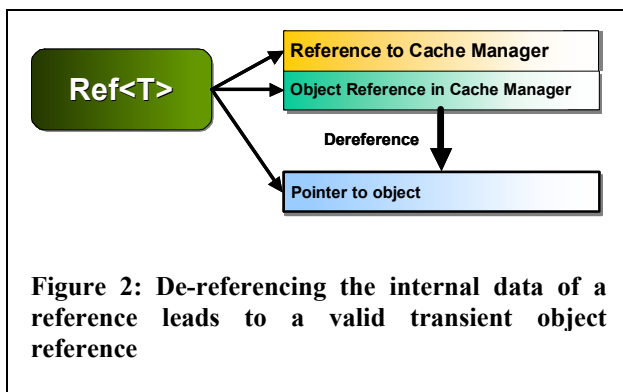 Ref<T>
Reference to Cache Manager
Object Reference in Cache Manager
Dereference
Pointer to object
Figure 2: De-referencing the internal data of a
reference leads to a valid transient object
reference